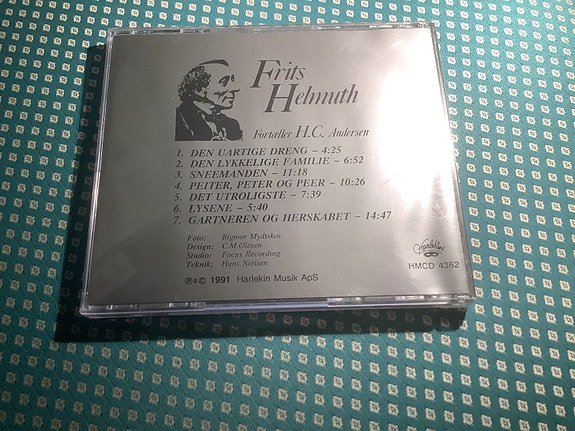 Frits
Helmuth
Fortæller H.C. Andersen
1. DEN UARTIGE DRENG – 4:25
2. DEN LYKKELIGE FAMILIE – 6:52
3. SNEEMANDEN – 11:18
4. PEITER, PETER OG PEER – 10:26
5. DET UTROLIGSTE – 7:39
6. LYSENE – 5:40
7. GARTNEREN OG HERSKABET – 14:47
Foto: Rigmor Mydtskov
Design: C.M.Olesen
Studio: Focus Recording
Teknik: Hans Nielsen
℗&© 1991 Harlekin Musik ApS
Harlekin
HMCD 4362